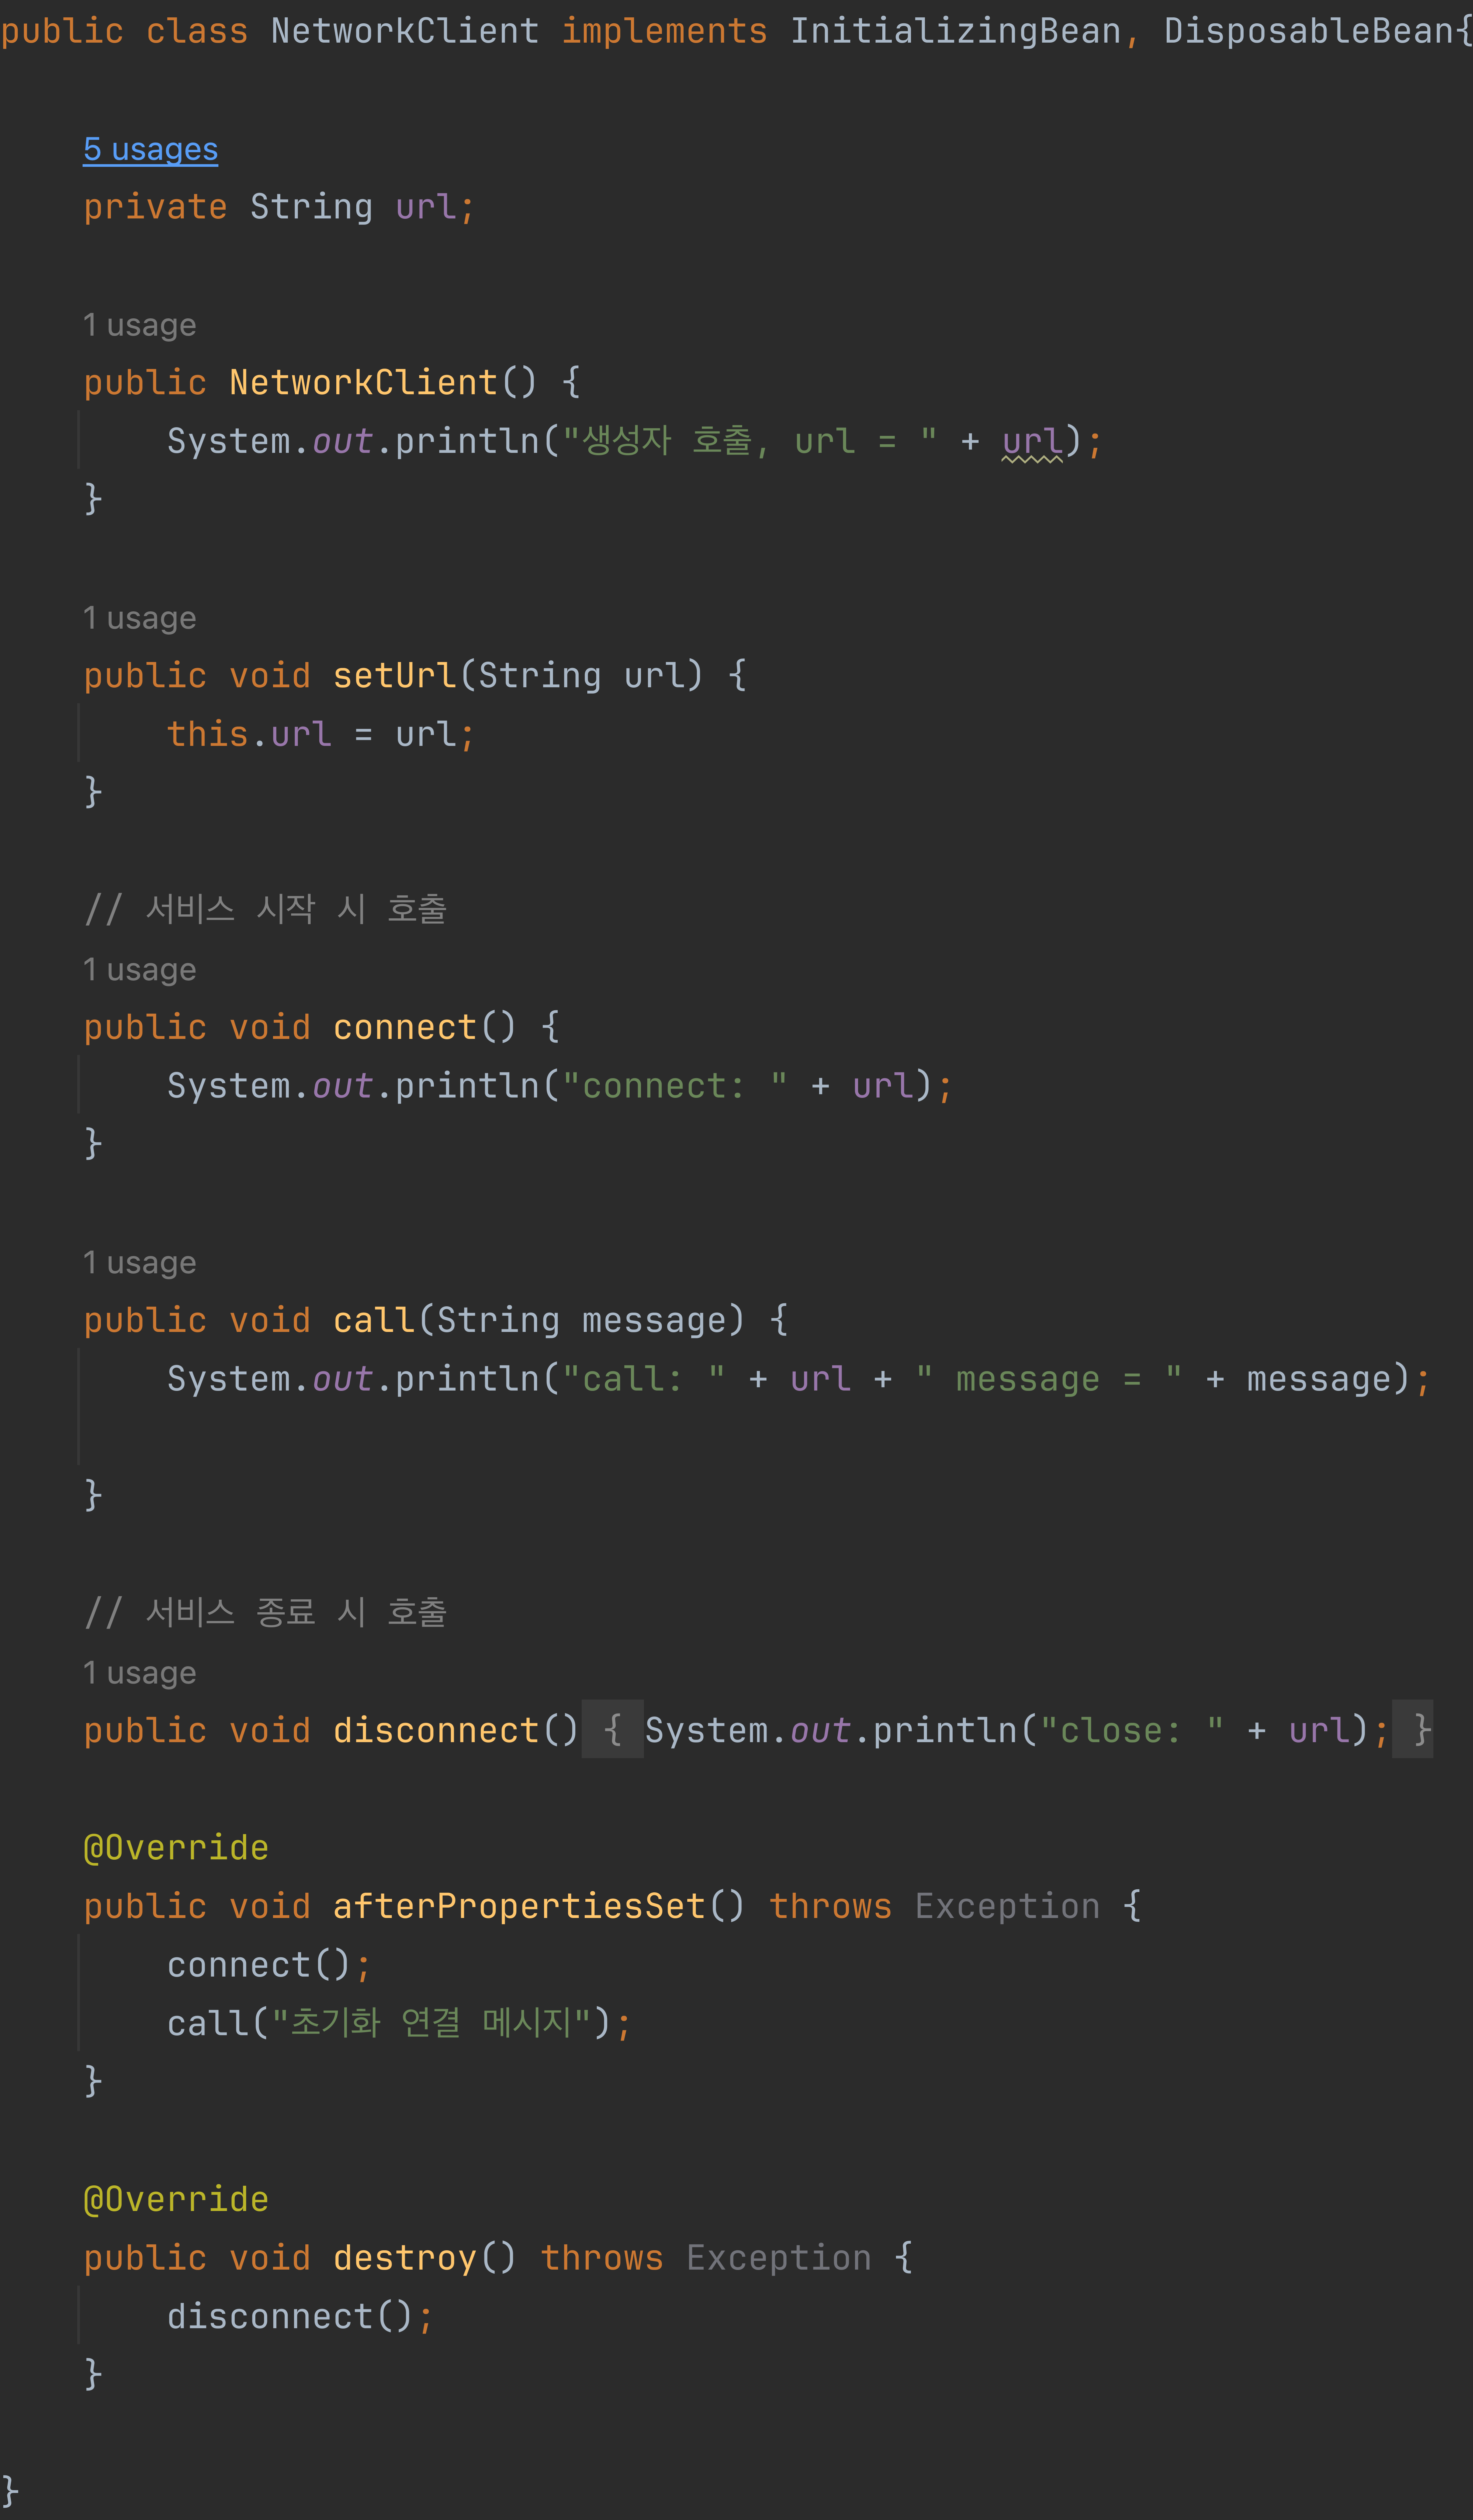 public class NetworkClient implements InitializingBean, DisposableBean{
5 usages
private String url;
1 usage
public NetworkClient() {
System.out.println("생성자 호출, url = " + url);
}
1 usage
public void setUrl(String url) {
this.url = url;
}
// 서비스 시작 시 호출
1 usage
public void connect() {
System.out.println("connect: " + url);
}
1 usage
public void call(String message) {
System.out.println("call: " + url + " message = " + message);
}
// 서비스 종료 시 호출
1 usage
public void disconnect() { System.out.println("close: " + url); }
@Override
public void afterPropertiesSet() throws Exception {
connect();
call("초기화 연결 메시지");
}
@Override
public void destroy() throws Exception {
disconnect();
}
}